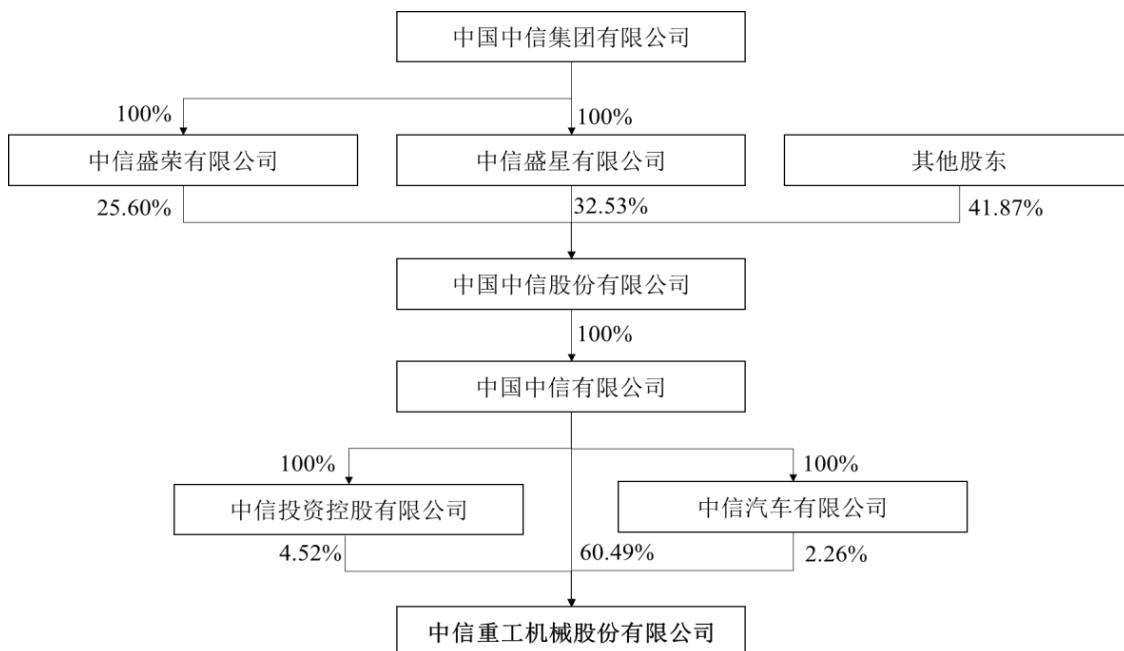 中国中信集团有限公司
100%
100%
中信盛荣有限公司
中信盛星有限公司
其他股东
25.60%
32.53%
41.87%
中国中信股份有限公司
100%
中国中信有限公司
100%
100%
中信投资控股有限公司
中信汽车有限公司
4.52%
60.49%
2.26%
中信重工机械股份有限公司